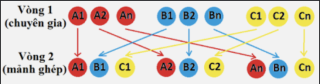 Vòng 1
(chuyên gia)
A1 A2 An B1 B2 Bn C1 C2 Cn
Vòng 2
(mảnh ghép)
A1 B1 C1 A2 B2 C2 An Bn Cn